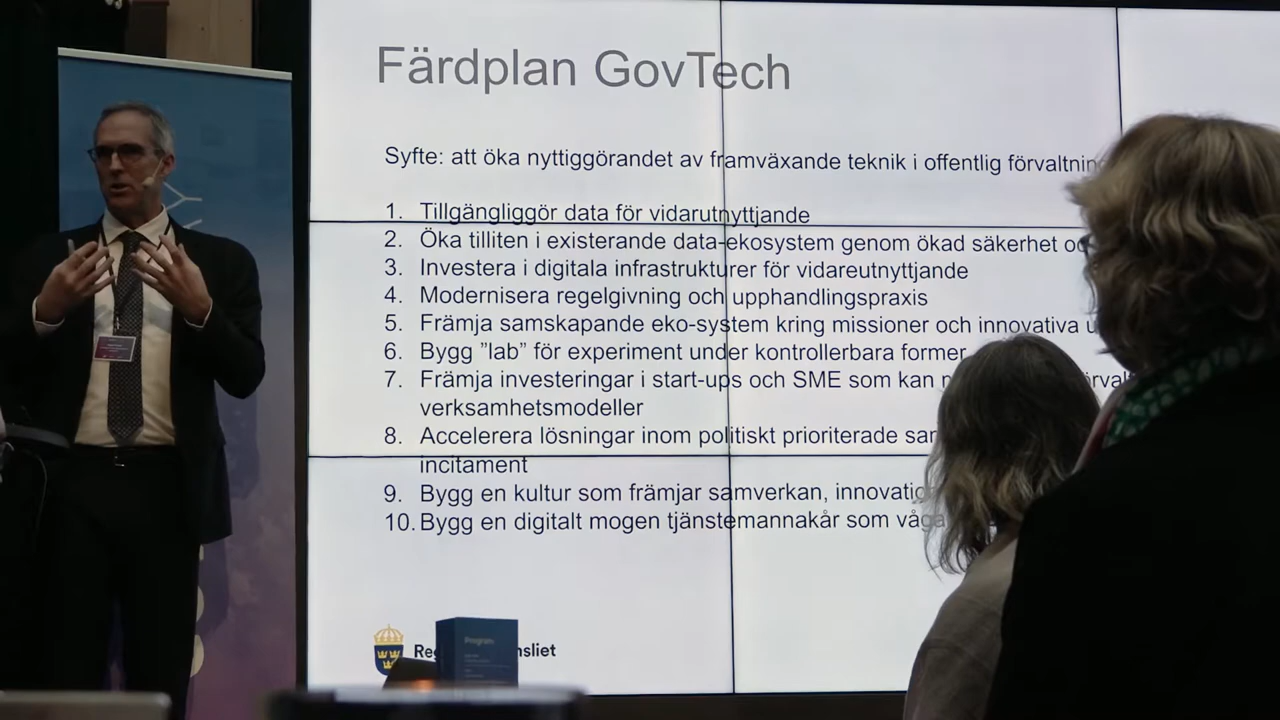 Färdplan GovTech
Syfte: att öka nyttiggörandet av framväxande teknik i offentlig
1. Tillgängliggör data för vidarutnyttjande
2. Öka tilliten i existerande data-ekosystem genom ökad säkerhet
3. Investera i digitala infrastrukturer för vidareutnyttjande
4. Modernisera regelgivning och upphandlingspraxis
5. Främja samskapande eko-system kring missioner och innovativa
6. Bygg ”lab” för experiment under kontrollerbara former
7. Främja investeringar i start-ups och SME som kan
verksamhetsmodeller
8. Accelerera lösningar inom politiskt prioriterade
incitament
9. Bygg en kultur som främjar samverkan,
10. Bygg en digitalt mogen tjänstemannakår som
Program